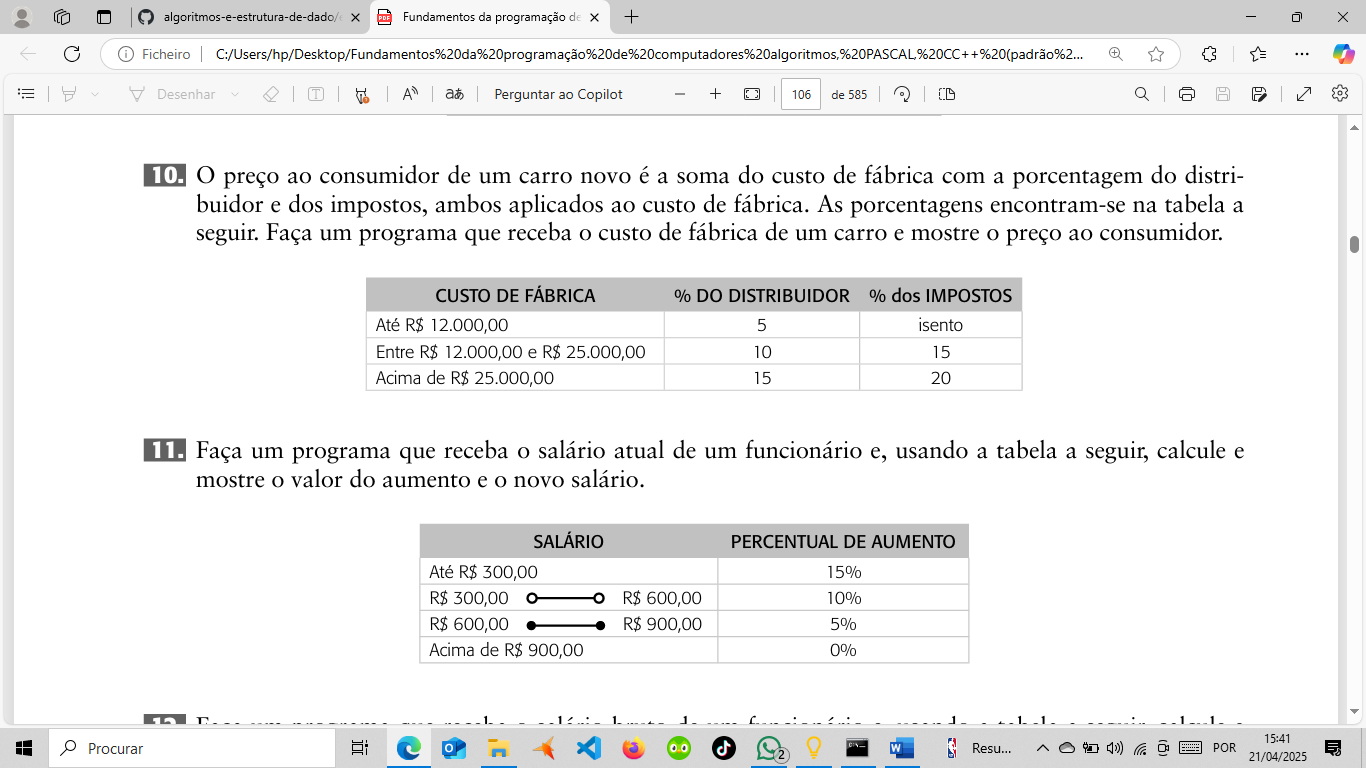 algoritmos-e-estrutura-de-dado/
Fundamentos da programação de
Ficheiro
C:/Users/hp/Desktop/Fundamentos%20da%20programação%20de%20computadores%20algoritmos,%20PASCAL,%20CC++%20(padrão%2...
Desenhar
aあ
Perguntar ao Copilot
106
de 585
10. O preço ao consumidor de um carro novo é a soma do custo de fábrica com a porcentagem do distri-
buidor e dos impostos, ambos aplicados ao custo de fábrica. As porcentagens encontram-se na tabela a
seguir. Faça um programa que receba o custo de fábrica de um carro e mostre o preço ao consumidor.
CUSTO DE FÁBRICA % DO DISTRIBUIDOR % dos IMPOSTOS
Até R$ 12.000,00 5 isento
Entre R$ 12.000,00 e R$ 25.000,00 10 15
Acima de R$ 25.000,00 15 20
11. Faça um programa que receba o salário atual de um funcionário e, usando a tabela a seguir, calcule e
mostre o valor do aumento e o novo salário.
SALÁRIO PERCENTUAL DE AUMENTO
Até R$ 300,00 15%
R$ 300,00 R$ 600,00 10%
R$ 600,00 R$ 900,00 5%
Acima de R$ 900,00 0%
Procurar
2
Resu...
POR
15:41
21/04/2025